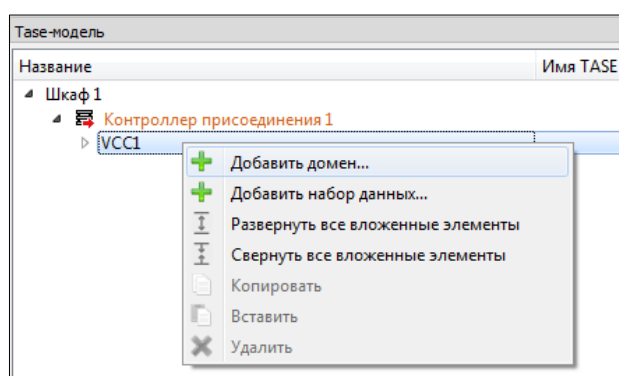 Tase-модель
Название Имя TASE
Шкаф 1
Контроллер присоединения 1
VCC1
Добавить домен...
Добавить набор данных...
Развернуть все вложенные элементы
Свернуть все вложенные элементы
Копировать
Вставить
Удалить